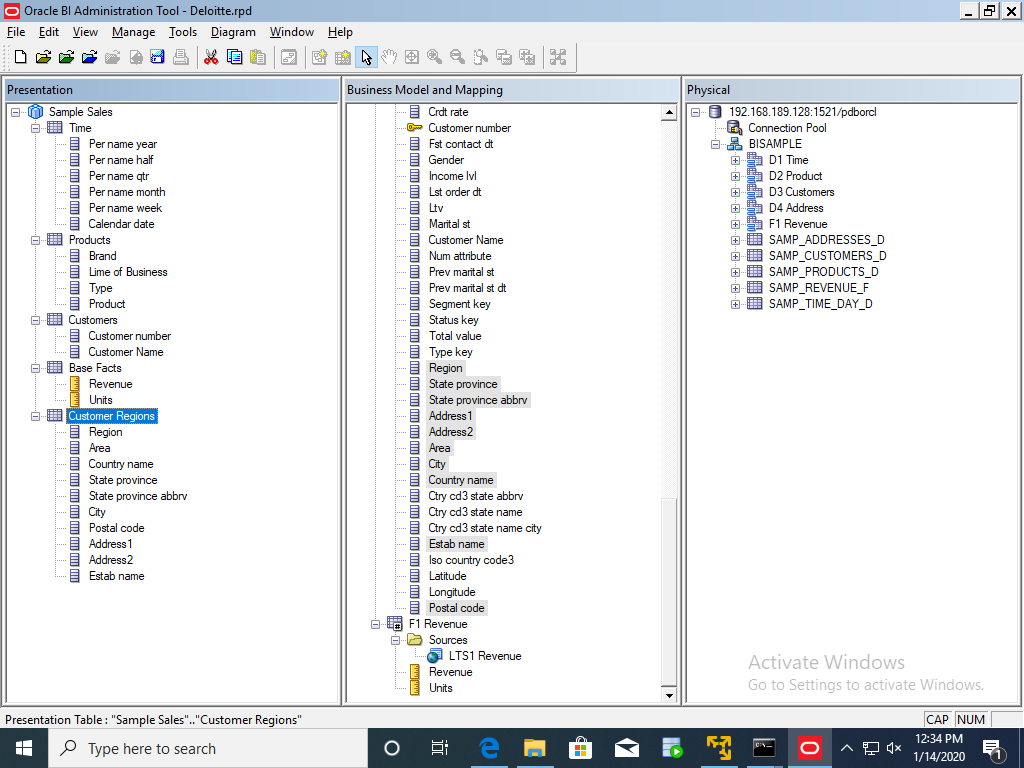 Oracle BI Administration Tool - Deloitte.rpd
File Edit View Manage Tools Diagram Window Help
Presentation
Sample Sales
Time
Per name year
Per name half
Per name qtr
Per name month
Per name week
Calendar date
Products
Brand
Lime of Business
Type
Product
Customers
Customer number
Customer Name
Base Facts
Revenue
Units
Customer Regions
Region
Area
Country name
State province
State province abbrv
City
Postal code
Address1
Address2
Estab name
Business Model and Mapping
Crdt rate
Customer number
Fst contact dt
Gender
Income lvl
Lst order dt
Ltv
Marital st
Customer Name
Num attribute
Prev marital st
Prev marital st dt
Segment key
Status key
Total value
Type key
Region
State province
State province abbrv
Address1
Address2
Area
City
Country name
Ctry cd3 state abbrv
Ctry cd3 state name
Ctry cd3 state name city
Estab name
Iso country code3
Latitude
Longitude
Postal code
F1 Revenue
Sources
LTS1 Revenue
Revenue
Units
Physical
192.168.189.128:1521/pdborcl
Connection Pool
BISAMPLE
D1 Time
D2 Product
D3 Customers
D4 Address
F1 Revenue
SAMP_ADDRESSES_D
SAMP_CUSTOMERS_D
SAMP_PRODUCTS_D
SAMP_REVENUE_F
SAMP_TIME_DAY_D
Activate Windows
Go to Settings to activate Windows.
Presentation Table : "Sample Sales".."Customer Regions"
CAP NUM
Type here to search
12:34 PM
1/14/2020
1